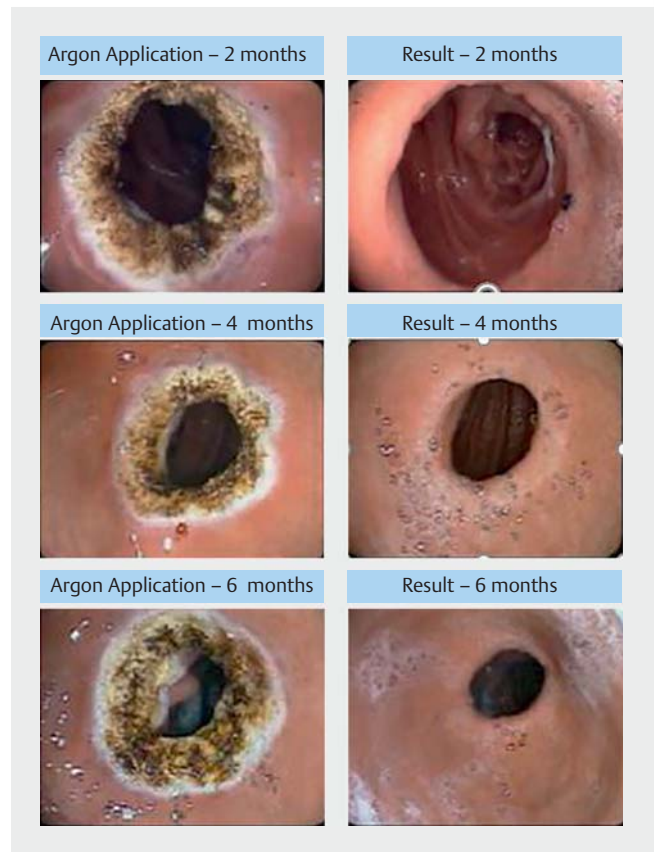 Argon Application – 2 months
Result – 2 months
Argon Application – 4 months
Result – 4 months
Argon Application – 6 months
Result – 6 months